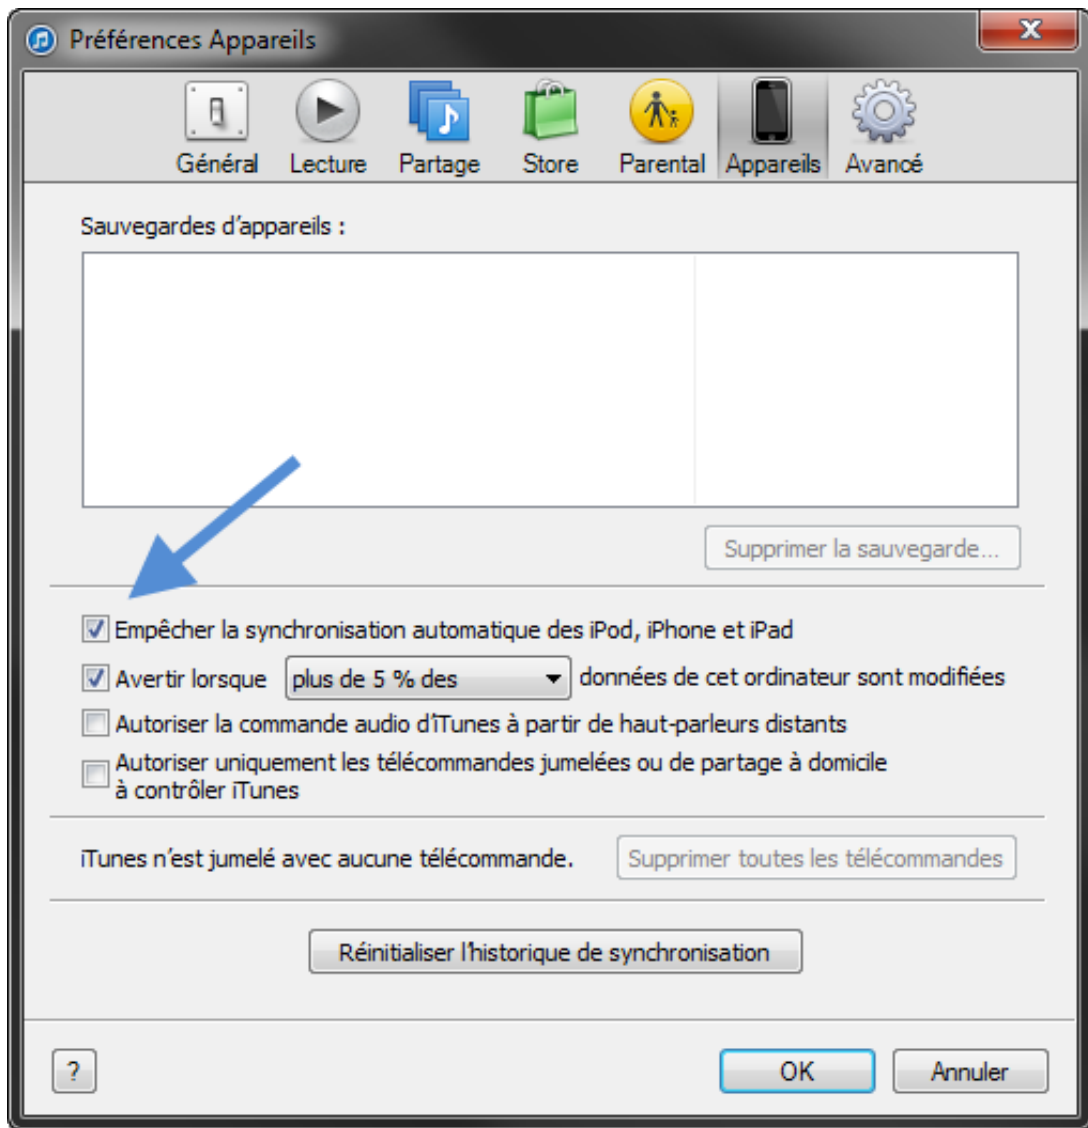 Préférences Appareils
Général Lecture Partage Store Parental Appareils Avancé
Sauvegardes d'appareils :
Supprimer la sauvegarde...
Empêcher la synchronisation automatique des iPod, iPhone et iPad
Avertir lorsque plus de 5 % des données de cet ordinateur sont modifiées
Autoriser la commande audio d'iTunes à partir de haut-parleurs distants
Autoriser uniquement les télécommandes jumelées ou de partage à domicile
à contrôler iTunes
iTunes n'est jumelé avec aucune télécommande. Supprimer toutes les télécommandes
Réinitialiser l'historique de synchronisation
? OK Annuler